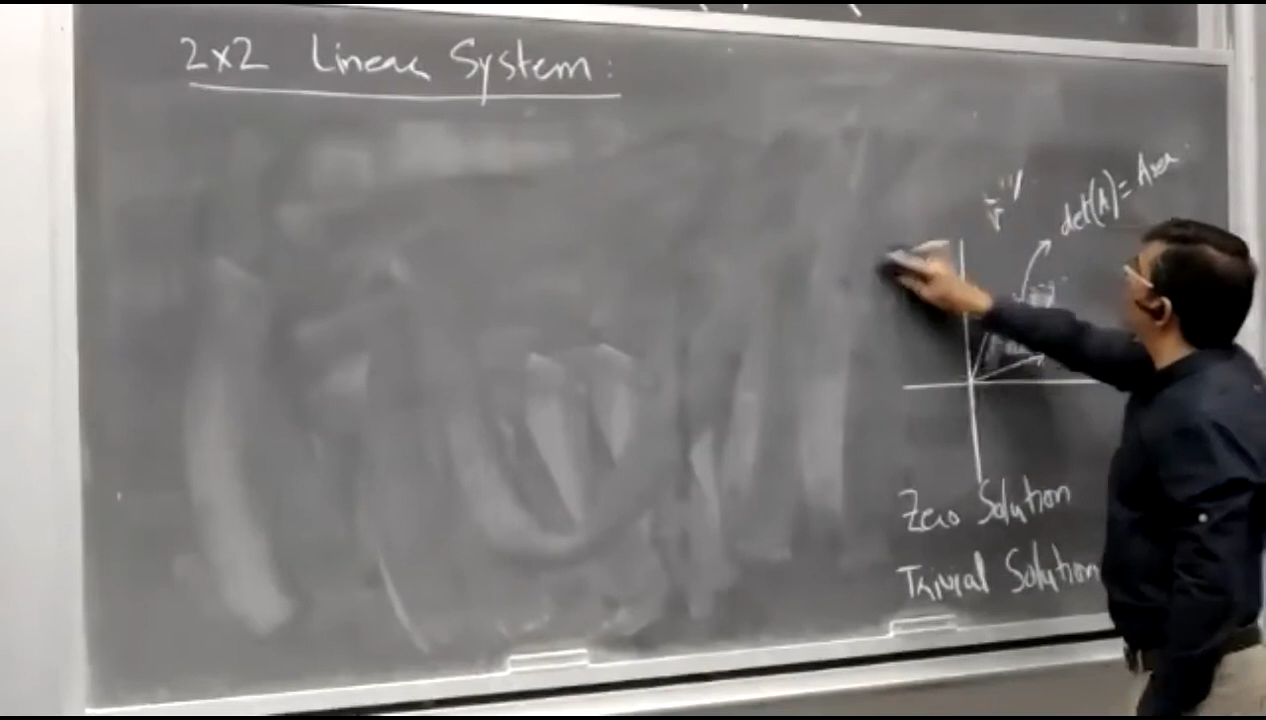 2x2 Linear System:
det(A) = Area.
Zero Solution
Trivial Solution